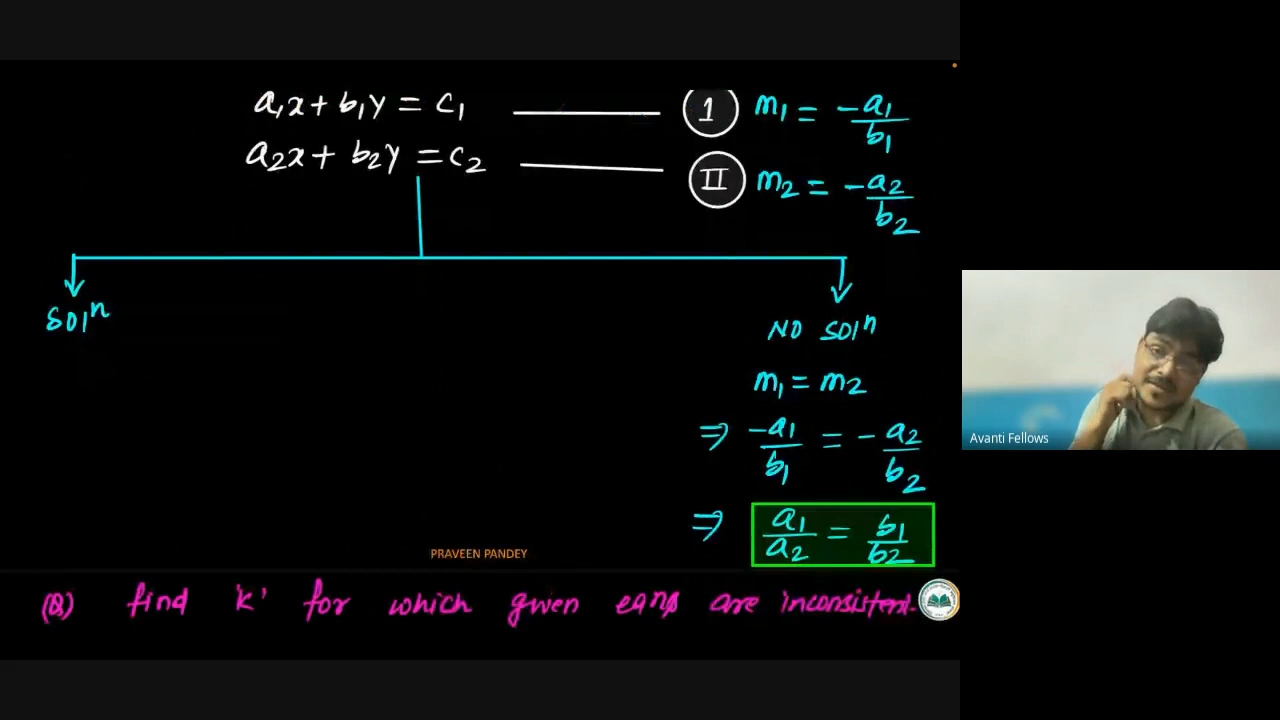 a₁x + b₁y = c₁ ——— I m₁ = -a₁/b₁
a₂x + b₂y = c₂ ——— II m₂ = -a₂/b₂
Solⁿ
NO Solⁿ
m₁ = m₂
⇒ -a₁/b₁ = -a₂/b₂
⇒ a₁/a₂ = b₁/b₂
PRAVEEN PANDEY
(Q) find 'k' for which given eqns are inconsistent.
Avanti Fellows